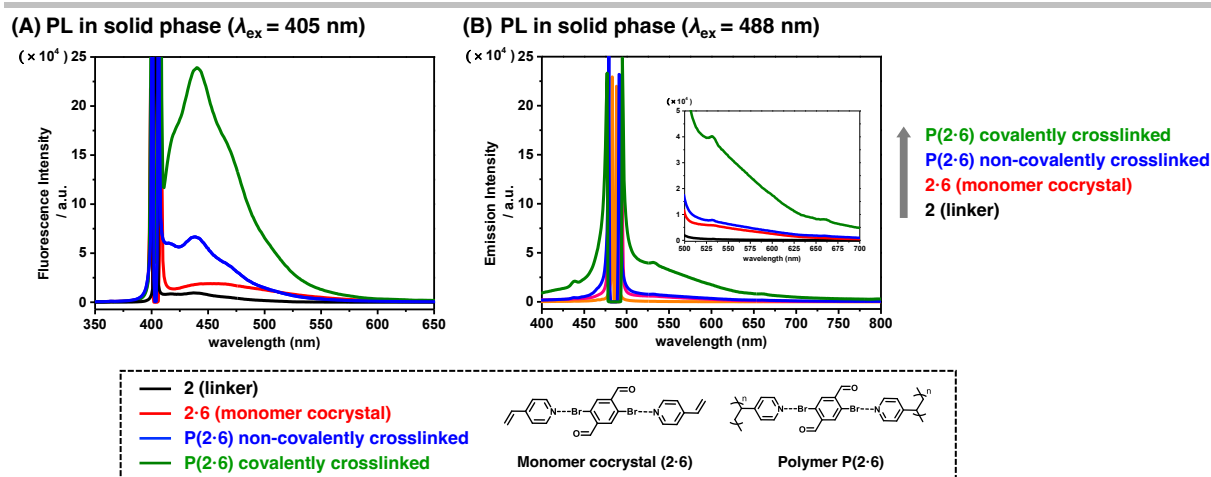 (A) PL in solid phase (λex = 405 nm)
(× 10⁴)
25
20
15
10
5
0
Fluorescence Intensity
/ a.u.
350 400 450 500 550 600 650
wavelength (nm)
(B) PL in solid phase (λex = 488 nm)
(× 10⁴)
25
20
15
10
5
0
Emission Intensity
/ a.u.
400 450 500 550 600 650 700 750 800
wavelength (nm)
(×10⁴)
5
4
3
2
1
0
500 525 550 575 600 625 650 675 700
wavelength (nm)
P(2·6) covalently crosslinked
P(2·6) non-covalently crosslinked
2·6 (monomer cocrystal)
2 (linker)
2 (linker)
2·6 (monomer cocrystal)
P(2·6) non-covalently crosslinked
P(2·6) covalently crosslinked
O
N Br Br N
O
Monomer cocrystal (2·6)
n O n
N Br Br N
O
Polymer P(2·6)